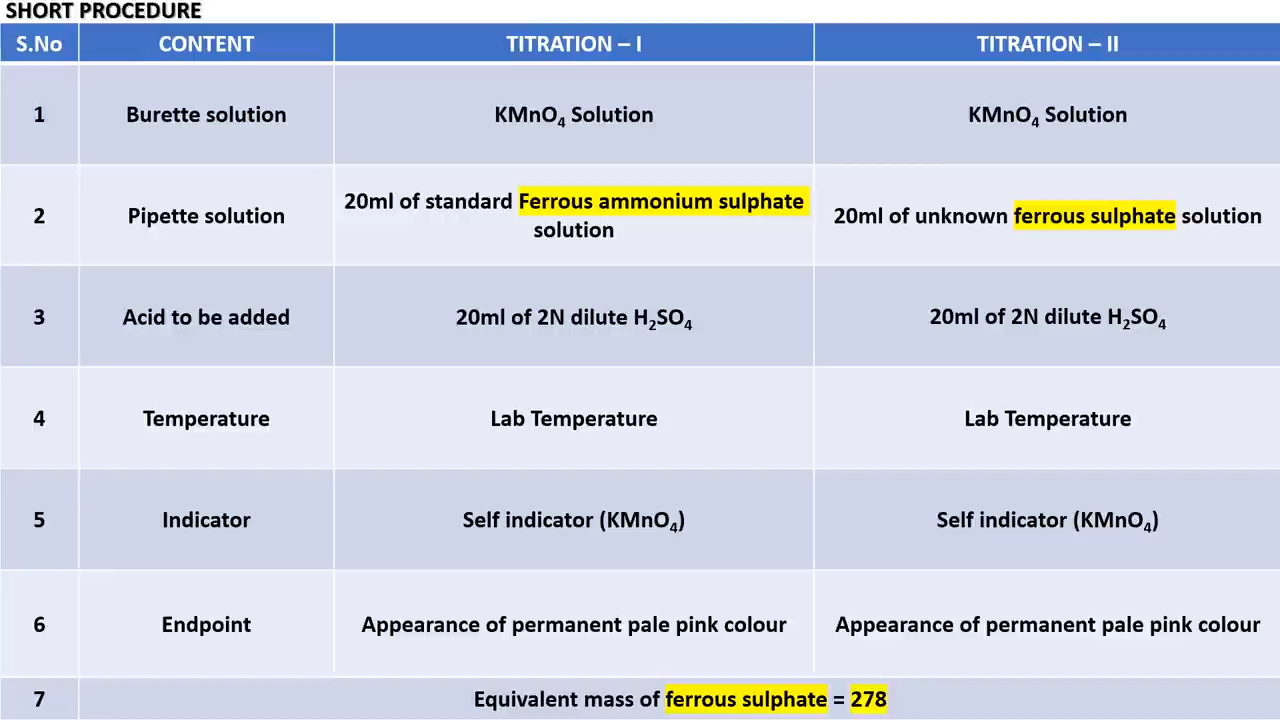 SHORT PROCEDURE
S.No CONTENT TITRATION – I TITRATION – II
1 Burette solution KMnO₄ Solution KMnO₄ Solution
2 Pipette solution 20ml of standard Ferrous ammonium sulphate solution 20ml of unknown ferrous sulphate solution
3 Acid to be added 20ml of 2N dilute H₂SO₄ 20ml of 2N dilute H₂SO₄
4 Temperature Lab Temperature Lab Temperature
5 Indicator Self indicator (KMnO₄) Self indicator (KMnO₄)
6 Endpoint Appearance of permanent pale pink colour Appearance of permanent pale pink colour
7 Equivalent mass of ferrous sulphate = 278